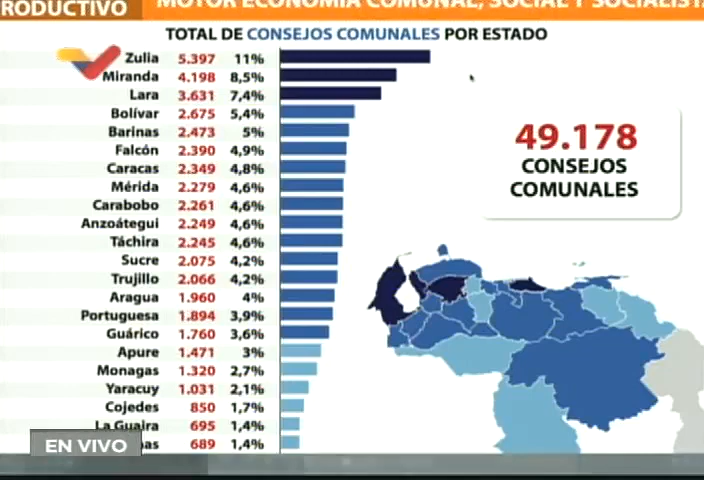 MOTOR ECONOMÍA COMUNAL, SOCIAL Y
TOTAL DE CONSEJOS COMUNALES POR ESTADO
Zulia 5.397 11%
Miranda 4.198 8,5%
Lara 3.631 7,4%
Bolívar 2.675 5,4%
Barinas 2.473 5%
Falcón 2.390 4,9%
Caracas 2.349 4,8%
Mérida 2.279 4,6%
Carabobo 2.261 4,6%
Anzoátegui 2.249 4,6%
Táchira 2.245 4,6%
Sucre 2.075 4,2%
Trujillo 2.066 4,2%
Aragua 1.960 4%
Portuguesa 1.894 3,9%
Guárico 1.760 3,6%
Apure 1.471 3%
Monagas 1.320 2,7%
Yaracuy 1.031 2,1%
Cojedes 850 1,7%
La Guaira 695 1,4%
689 1,4%
49.178
CONSEJOS
COMUNALES
EN VIVO